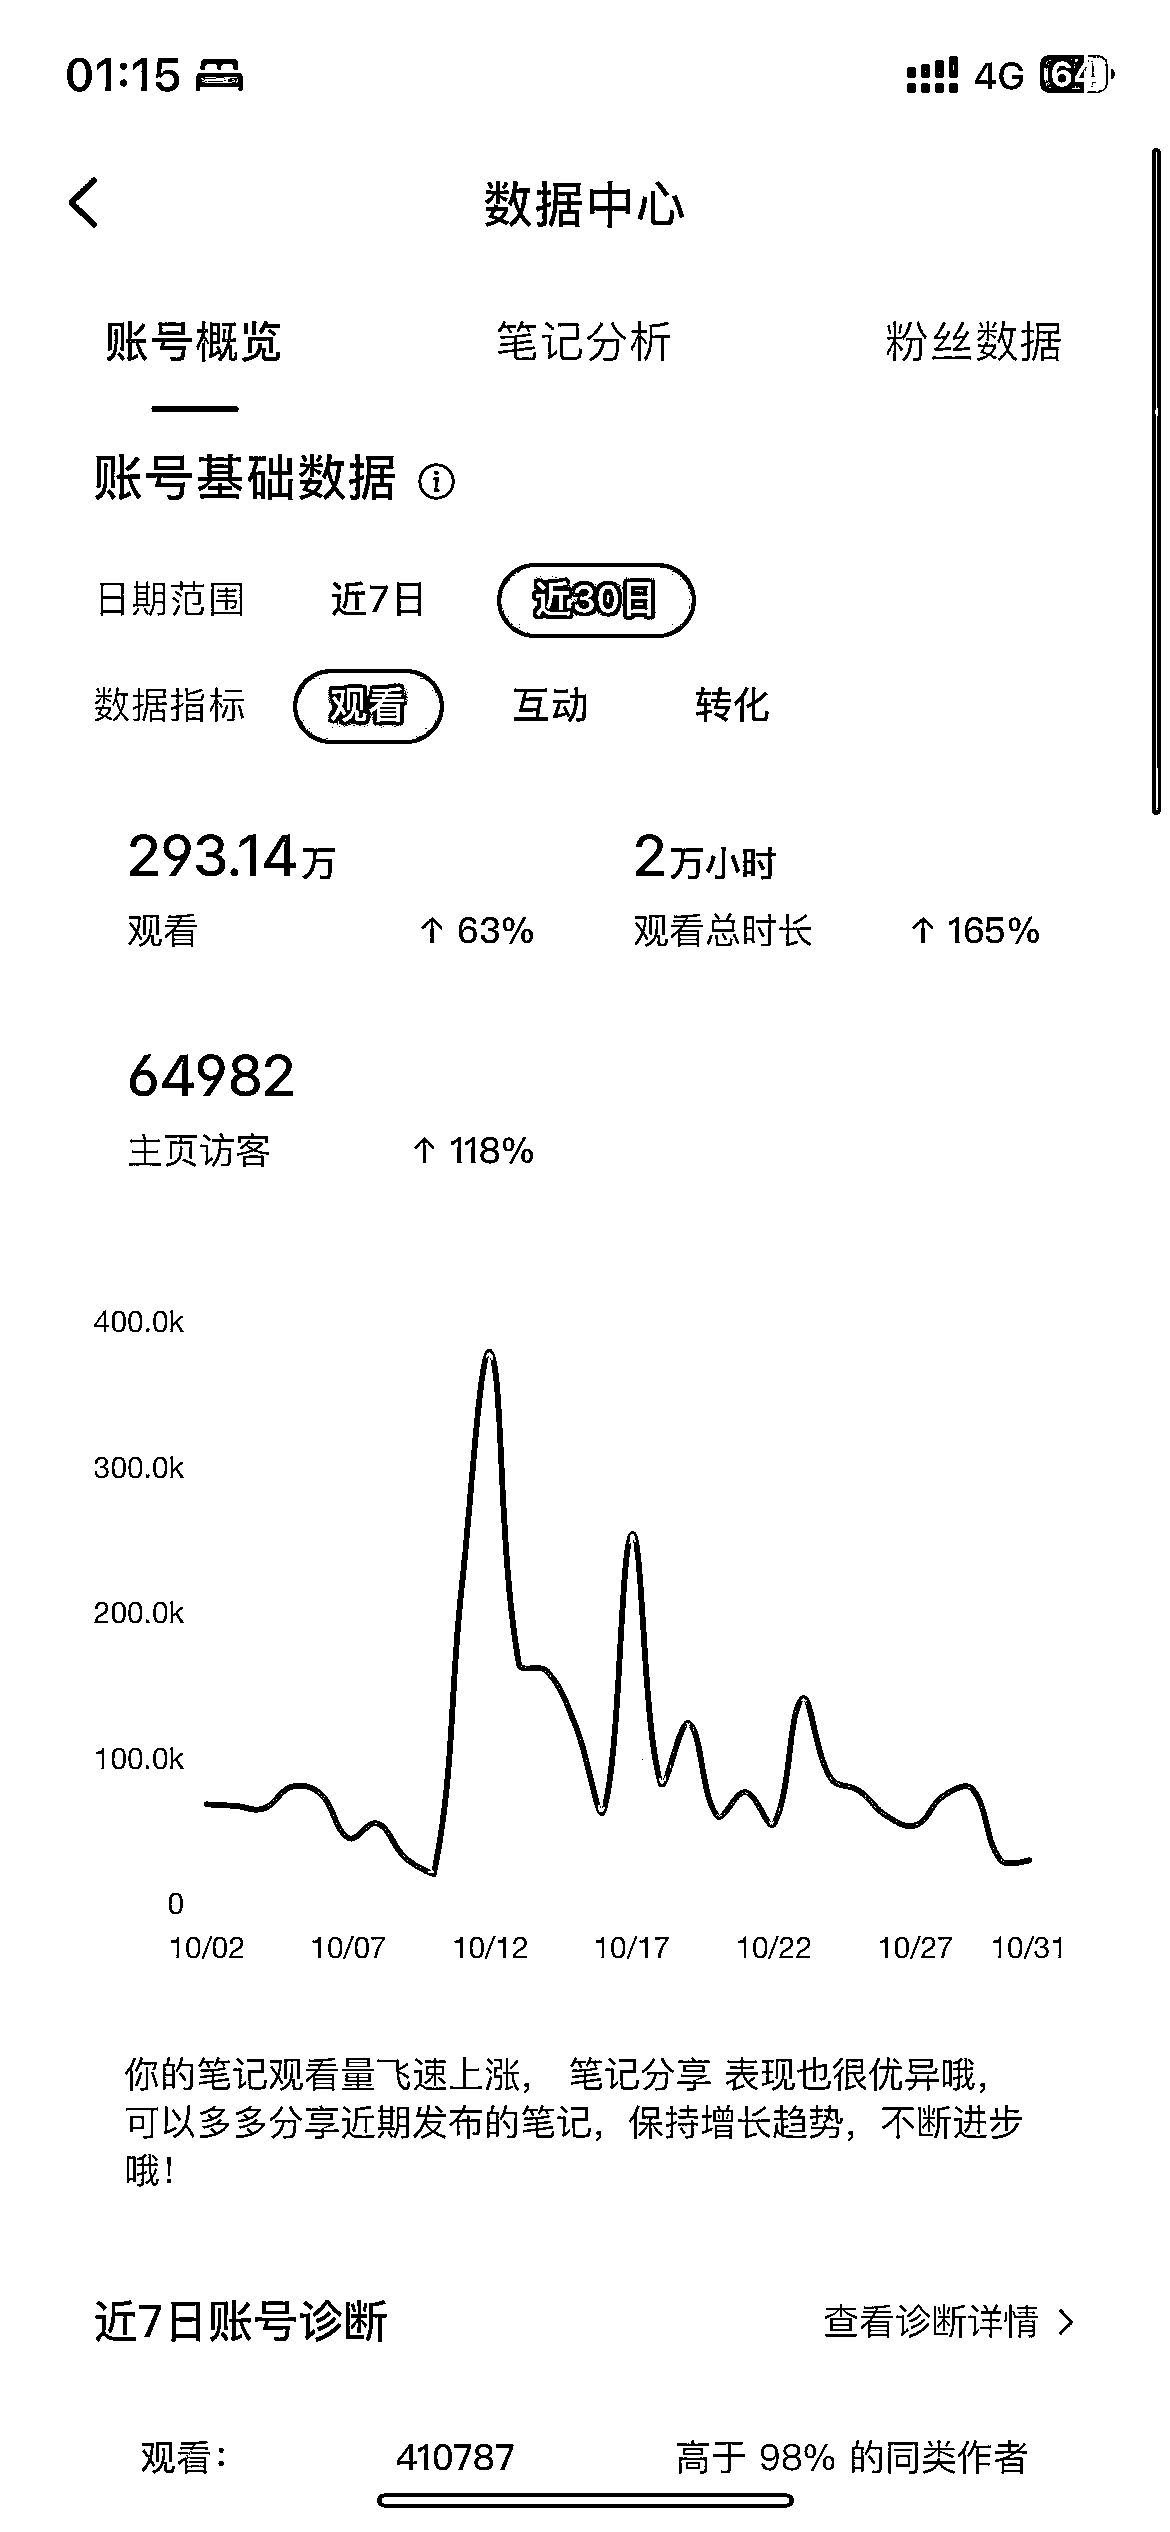 01:15 4G 64
数据中心
账号概览 笔记分析 粉丝数据
账号基础数据
日期范围 近7日 近30日
数据指标 观看 互动 转化
293.14万 2万小时
观看 ↑ 63% 观看总时长 ↑ 165%
64982
主页访客 ↑ 118%
400.0k
300.0k
200.0k
100.0k
0
10/02 10/07 10/12 10/17 10/22 10/27 10/31
你的笔记观看量飞速上涨， 笔记分享 表现也很优异哦，
可以多多分享近期发布的笔记，保持增长趋势，不断进步
哦！
近7日账号诊断 查看诊断详情
观看： 410787 高于 98% 的同类作者